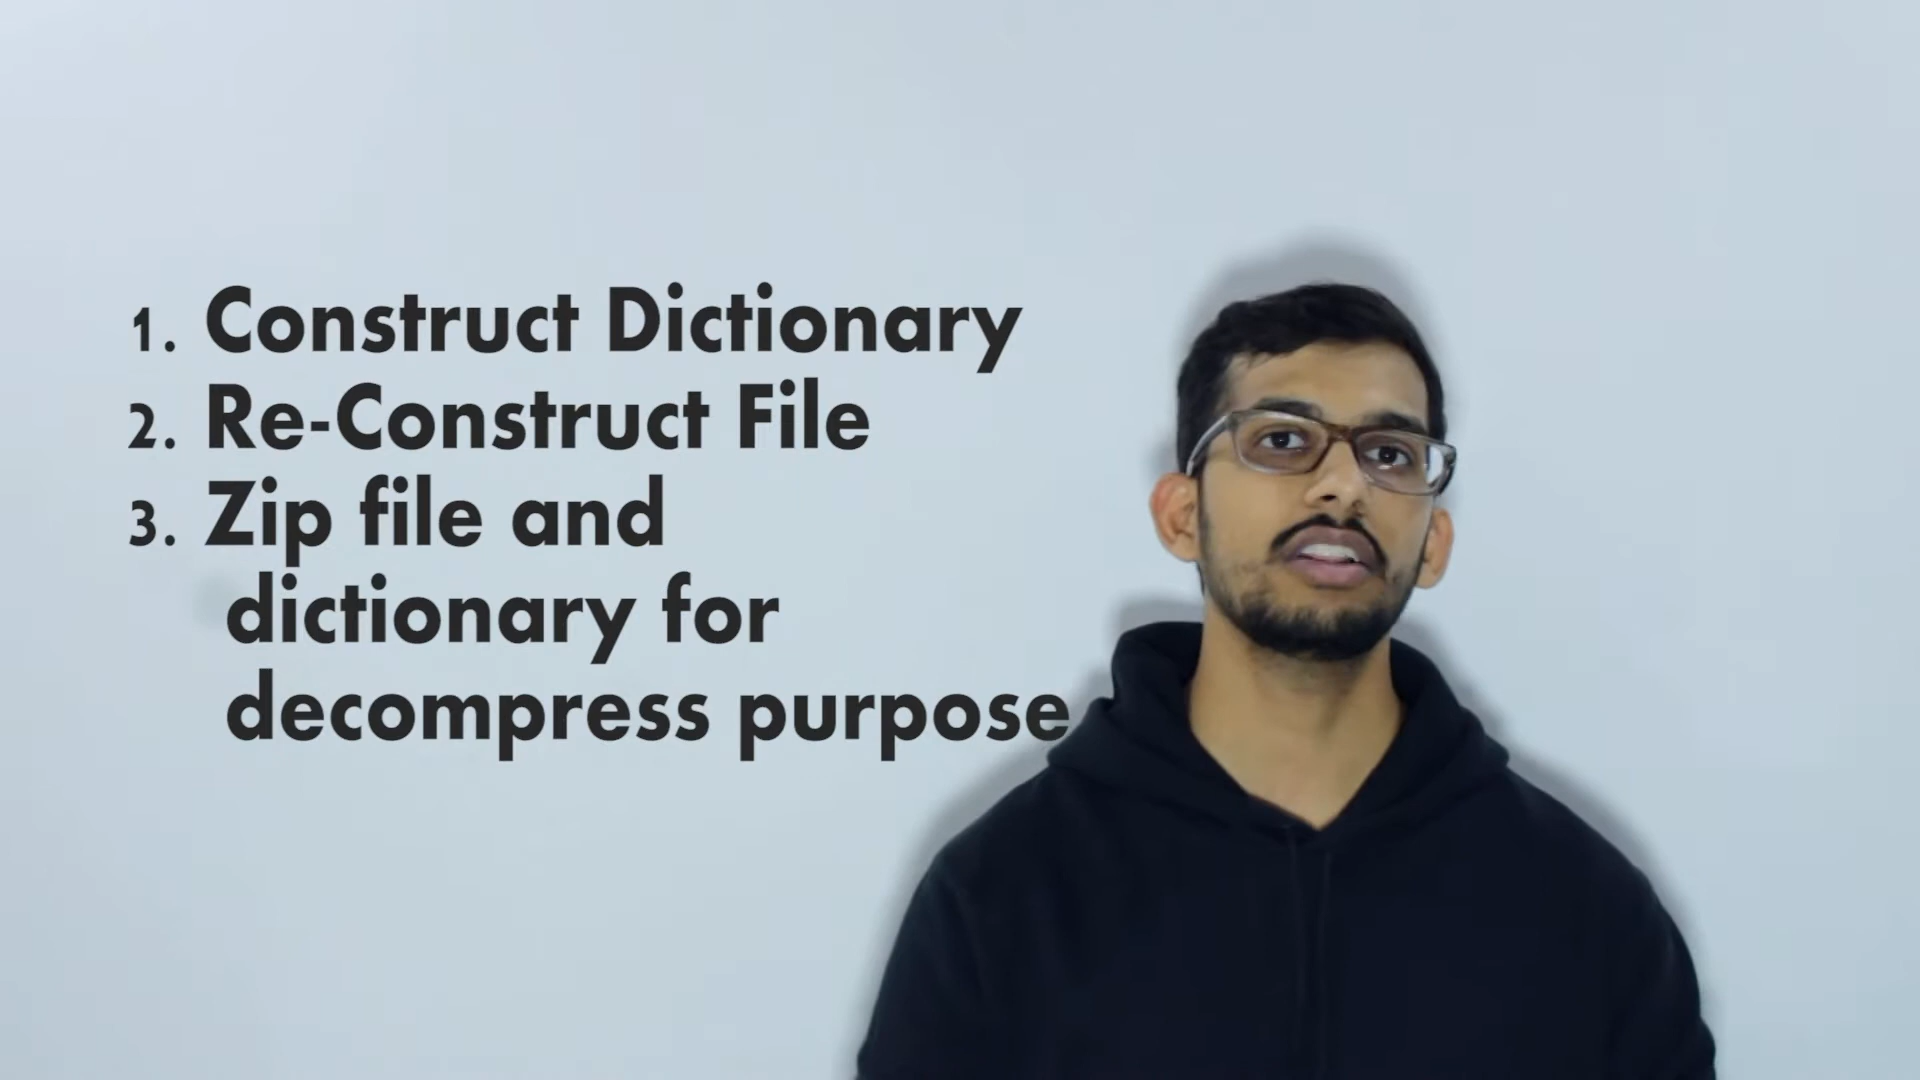 1. Construct Dictionary
2. Re-Construct File
3. Zip file and
dictionary for
decompress purpose